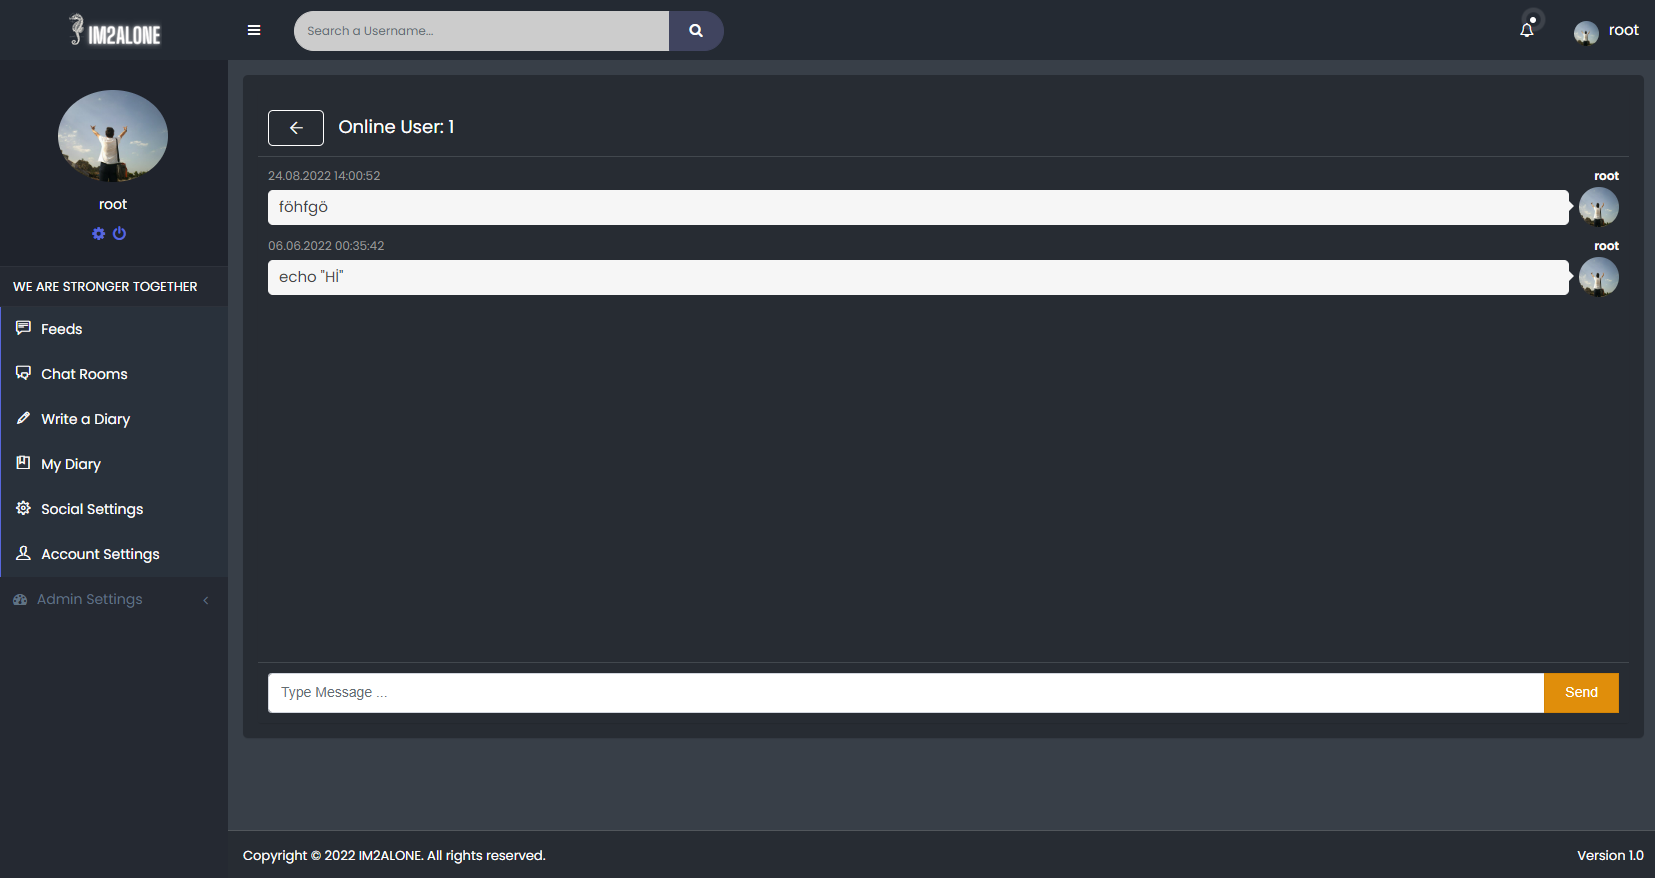 IM2ALONE
Search a Username...
root
root
WE ARE STRONGER TOGETHER
Feeds
Chat Rooms
Write a Diary
My Diary
Social Settings
Account Settings
Admin Settings
Online User: 1
24.08.2022 14:00:52
root
föhfgö
06.06.2022 00:35:42
root
echo "Hİ"
Type Message ...
Send
Copyright © 2022 IM2ALONE. All rights reserved.
Version 1.0